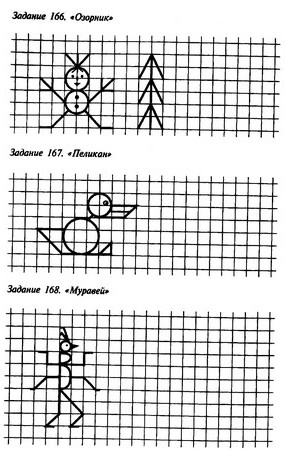 Задание 166. «Озорник»
Задание 167. «Пеликан»
Задание 168. «Муравей»